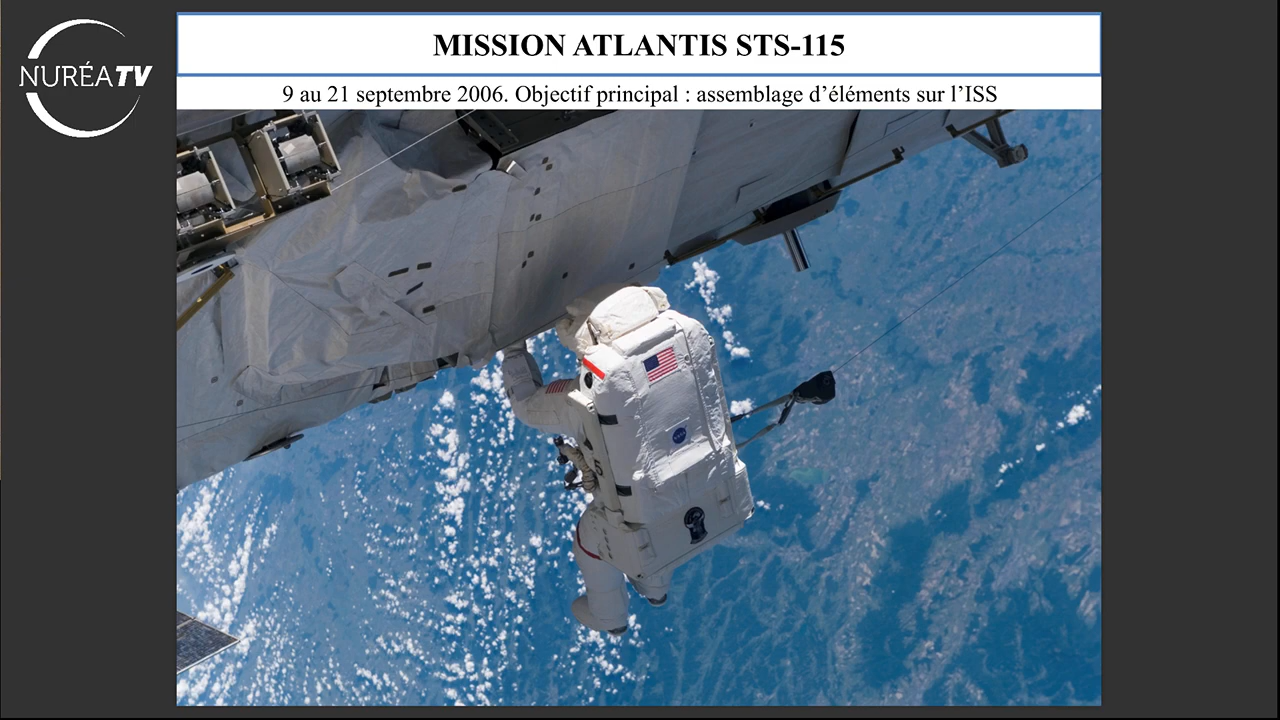 MISSION ATLANTIS STS-115
NURÉATV
9 au 21 septembre 2006. Objectif principal : assemblage d’éléments sur l’ISS